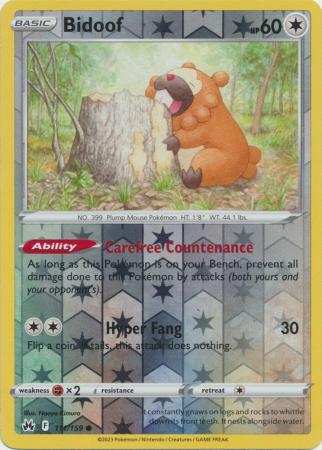 BASIC Bidoof HP 60
NO. 399 Plump Mouse Pokémon HT: 1'8" WT: 44.1 lbs.
Ability Carefree Countenance
As long as this Pokémon is on your Bench, prevent all
damage done to this Pokémon by attacks (both yours and
your opponent's).
Hyper Fang 30
Flip a coin. If tails, this attack does nothing.
weakness ×2 resistance retreat
Illus. Naoyo Kimura
F 111/159
It constantly gnaws on logs and rocks to whittle
down its front teeth. It nests alongside water.
©2023 Pokémon / Nintendo / Creatures / GAME FREAK